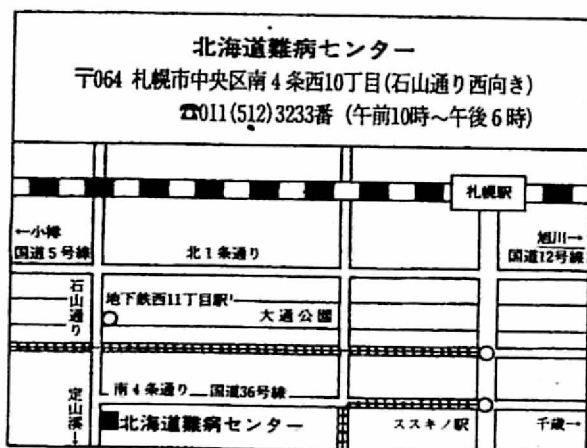 北海道難病センター
〒064 札幌市中央区南4条西10丁目(石山通り西向き)
☎011(512)3233番 (午前10時〜午後6時)
札幌駅
←小樽
国道5号線
北1条通り
旭川→
国道12号線
石山通り
地下鉄西11丁目駅
大通公園
南4条通り 国道36号線
定山渓→
■北海道難病センター
ススキノ駅
千歳→